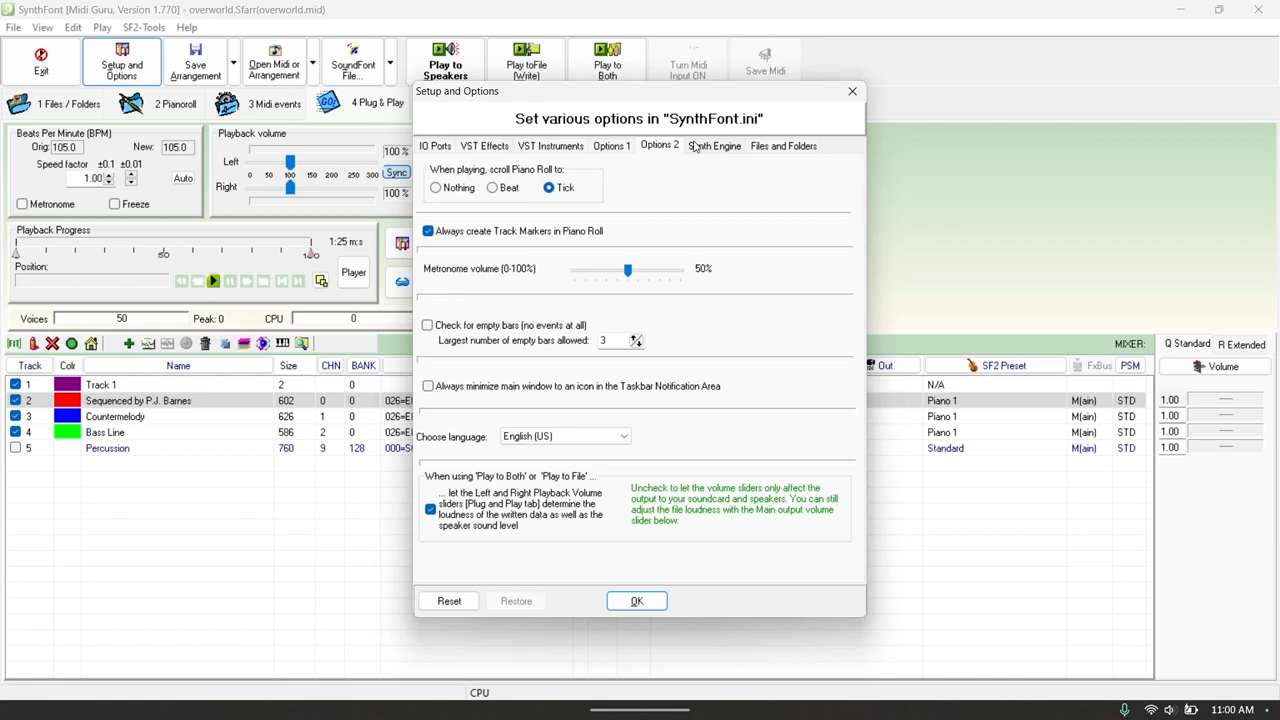 SynthFont [Midi Guru, Version 1.770] - overworld.Sfarr(overworld.mid)
File View Edit Play SF2-Tools Help
Exit
Setup and Options
Save Arrangement
Open Midi or Arrangement
SoundFont File...
Play to Speakers
Play toFile (Write)
Play to Both
Turn Midi Input ON
Save Midi
1 Files / Folders
2 Pianoroll
3 Midi events
4 Plug & Play
Beats Per Minute (BPM)
Orig: 105.0 New: 105.0
Speed factor ±0.1 ±0.01
1.00 Auto
Metronome Freeze
Playback volume
Left 100 %
0 50 100 150 200 250 300 Sync
Right 100 %
Playback Progress
1:25 m:s
50 100
Position:
Player
Voices 50 Peak: 0 CPU 0
Setup and Options
Set various options in "SynthFont.ini"
IO Ports VST Effects VST Instruments Options 1 Options 2 Synth Engine Files and Folders
When playing, scroll Piano Roll to:
Nothing Beat Tick
Always create Track Markers in Piano Roll
Metronome volume (0-100%) 50%
Check for empty bars (no events at all)
Largest number of empty bars allowed: 3
Always minimize main window to an icon in the Taskbar Notification Area
Choose language: English (US)
When using 'Play to Both' or 'Play to File' ...
... let the Left and Right Playback Volume
sliders [Plug and Play tab] determine the
loudness of the written data as well as the
speaker sound level
Uncheck to let the volume sliders only affect the
output to your soundcard and speakers. You can still
adjust the file loudness with the Main output volume
slider below:
Reset Restore OK
MIXER: Q Standard R Extended
Track Colr Name Size CHN BANK Out SF2 Preset FxBus PSM Volume
1 Track 1 2 0 N/A
2 Sequenced by P.J. Barnes 602 0 0 026=El Piano 1 M(ain) STD 1.00
3 Countermelody 626 1 0 026=El Piano 1 M(ain) STD 1.00
4 Bass Line 586 2 0 026=El Piano 1 M(ain) STD 1.00
5 Percussion 760 9 128 000=St Standard M(ain) STD 1.00
CPU
11:00 AM